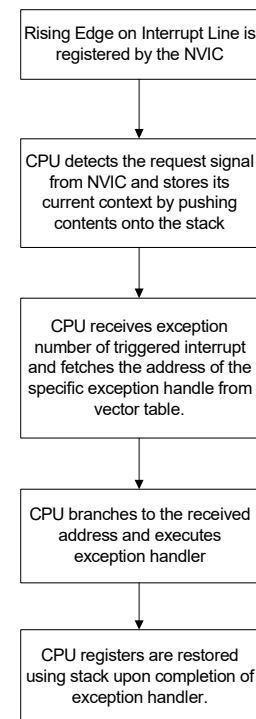 Rising Edge on Interrupt Line is
registered by the NVIC
CPU detects the request signal
from NVIC and stores its
current context by pushing
contents onto the stack
CPU receives exception
number of triggered interrupt
and fetches the address of the
specific exception handle from
vector table.
CPU branches to the received
address and executes
exception handler
CPU registers are restored
using stack upon completion of
exception handler.